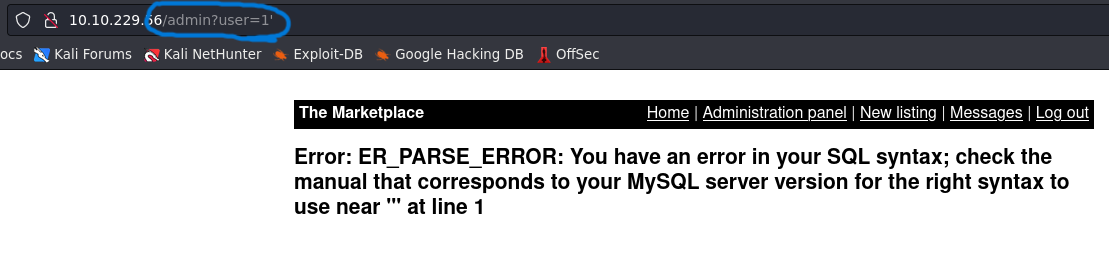 10.10.229.56/admin?user=1'
ocs Kali Forums Kali NetHunter Exploit-DB Google Hacking DB OffSec
The Marketplace Home | Administration panel | New listing | Messages | Log out
Error: ER_PARSE_ERROR: You have an error in your SQL syntax; check the
manual that corresponds to your MySQL server version for the right syntax to
use near ''' at line 1